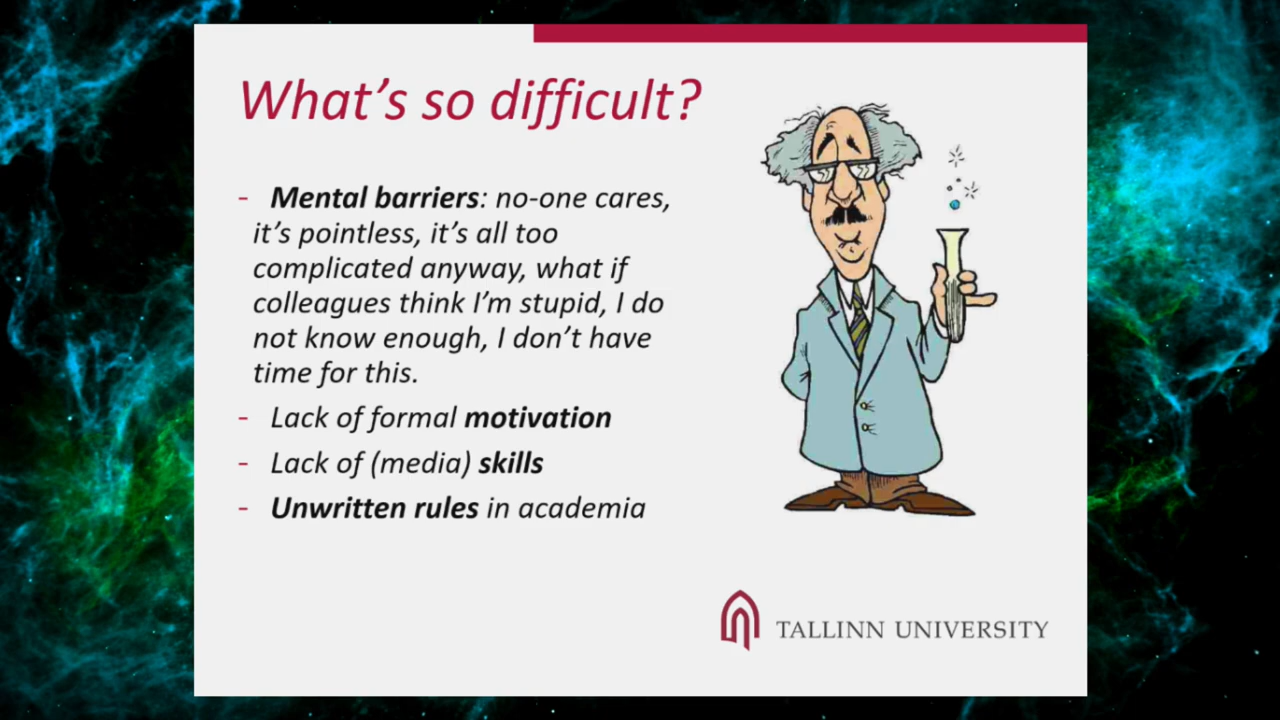 What's so difficult?
- Mental barriers: no-one cares,
it's pointless, it's all too
complicated anyway, what if
colleagues think I'm stupid, I do
not know enough, I don't have
time for this.
- Lack of formal motivation
- Lack of (media) skills
- Unwritten rules in academia
TALLINN UNIVERSITY